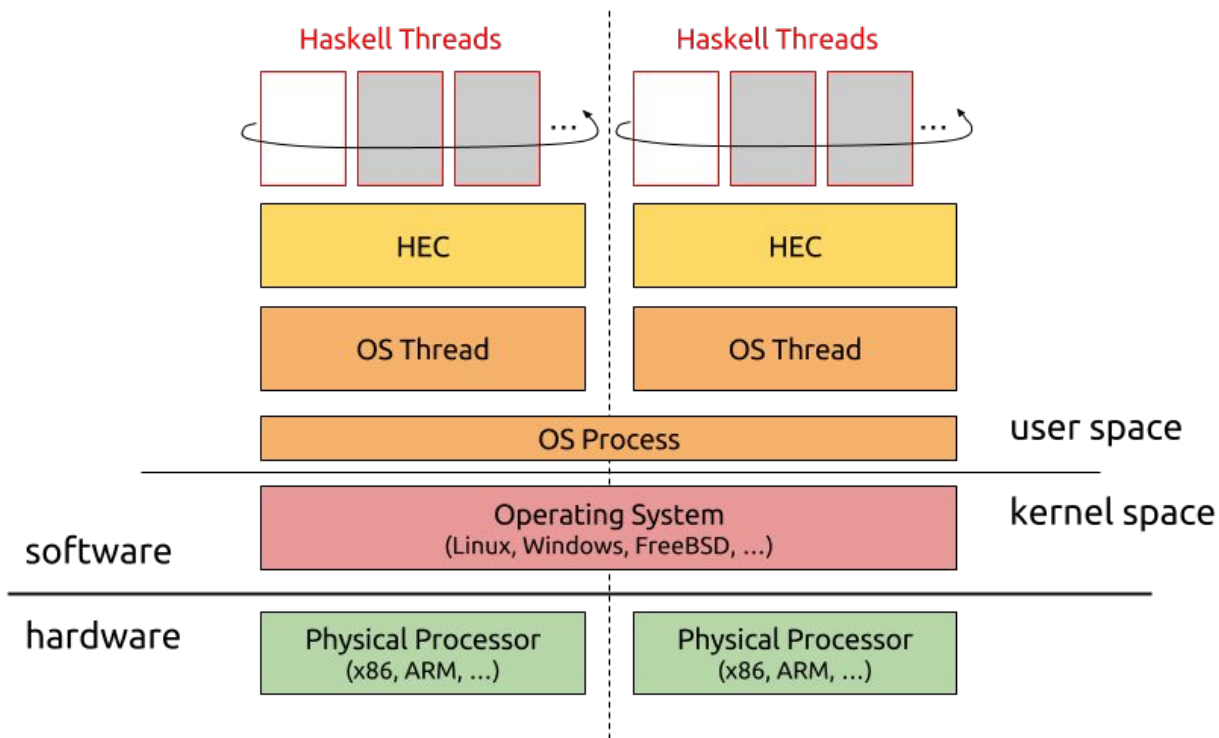 Haskell Threads
Haskell Threads
...
...
HEC
HEC
OS Thread
OS Thread
OS Process
user space
Operating System
(Linux, Windows, FreeBSD, ...)
kernel space
software
hardware
Physical Processor
(x86, ARM, ...)
Physical Processor
(x86, ARM, ...)